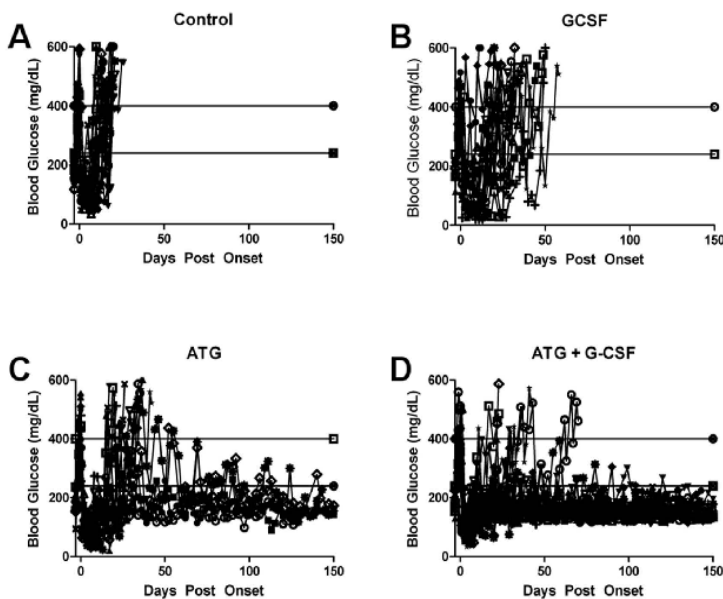 A
Control
Blood Glucose (mg/dL)
600
400
200
0
0
50
100
150
Days Post Onset
B
GCSF
Blood Glucose (mg/dL)
600
400
200
0
0
50
100
150
Days Post Onset
C
ATG
Blood Glucose (mg/dL)
600
400
200
0
0
50
100
150
Days Post Onset
D
ATG + G-CSF
Blood Glucose (mg/dL)
600
400
200
0
0
50
100
150
Days Post Onset